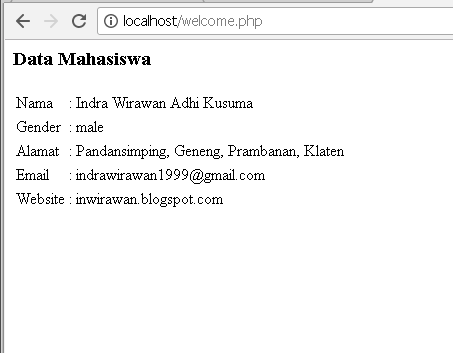 localhost/welcome.php
Data Mahasiswa
Nama : Indra Wirawan Adhi Kusuma
Gender : male
Alamat : Pandansimping, Geneng, Prambanan, Klaten
Email : indrawirawan1999@gmail.com
Website : inwirawan.blogspot.com